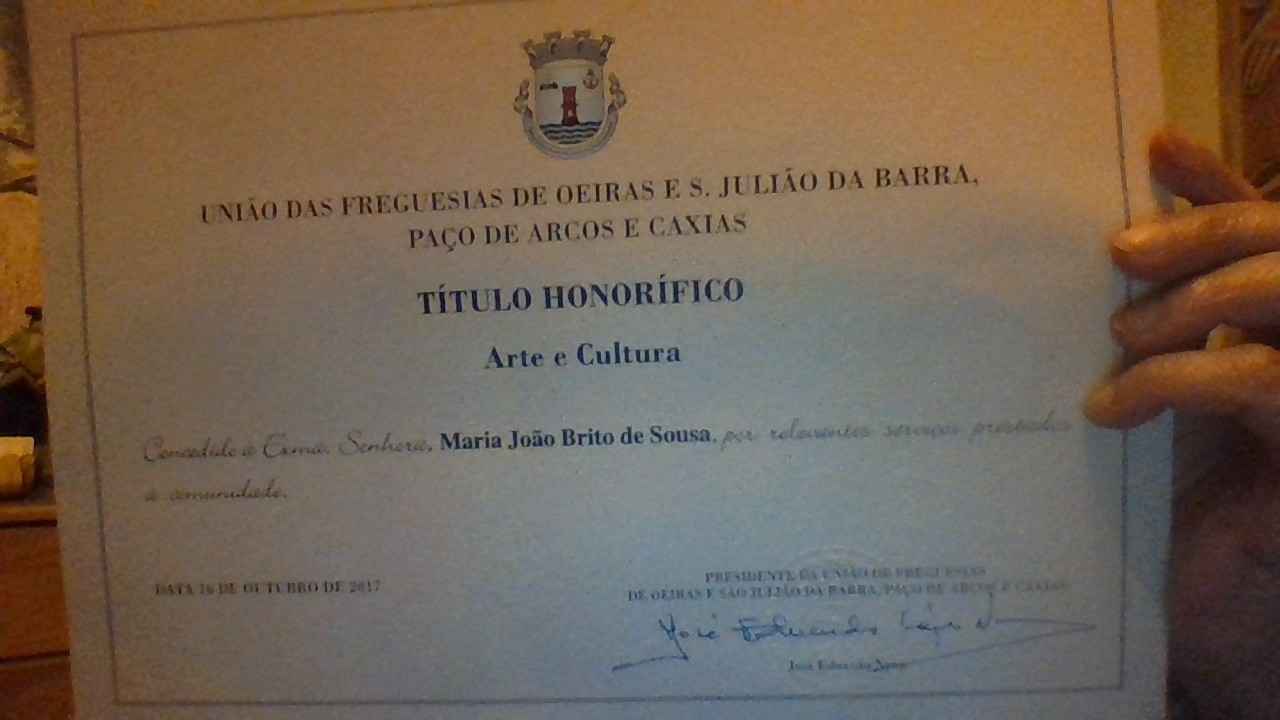 UNIÃO DAS FREGUESIAS DE OEIRAS E S. JULIÃO DA BARRA,
PAÇO DE ARCOS E CAXIAS
TÍTULO HONORÍFICO
Arte e Cultura
Concedido à Exma. Senhora, Maria João Brito de Sousa, por relevantes serviços prestados
à comunidade.
DATA 16 DE OUTUBRO DE 2017
PRESIDENTE DA UNIÃO DE FREGUESIAS
DE OEIRAS E SÃO JULIÃO DA BARRA, PAÇO DE ARCOS E CAXIAS
José Eduardo